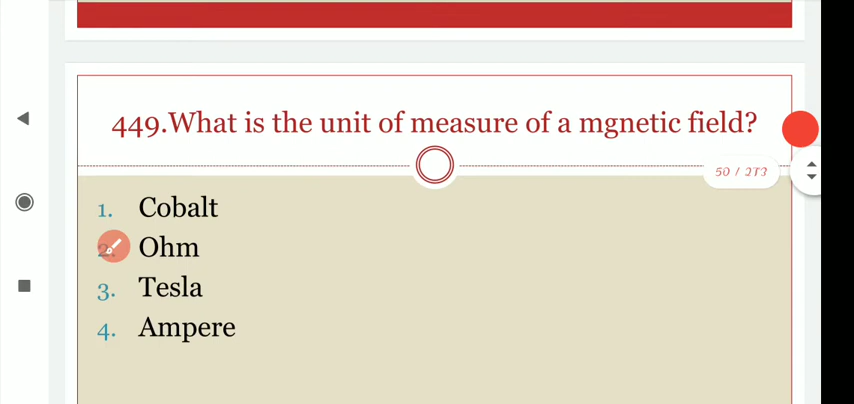 449.What is the unit of measure of a mgnetic field?
50 / 273
1. Cobalt
2. Ohm
3. Tesla
4. Ampere